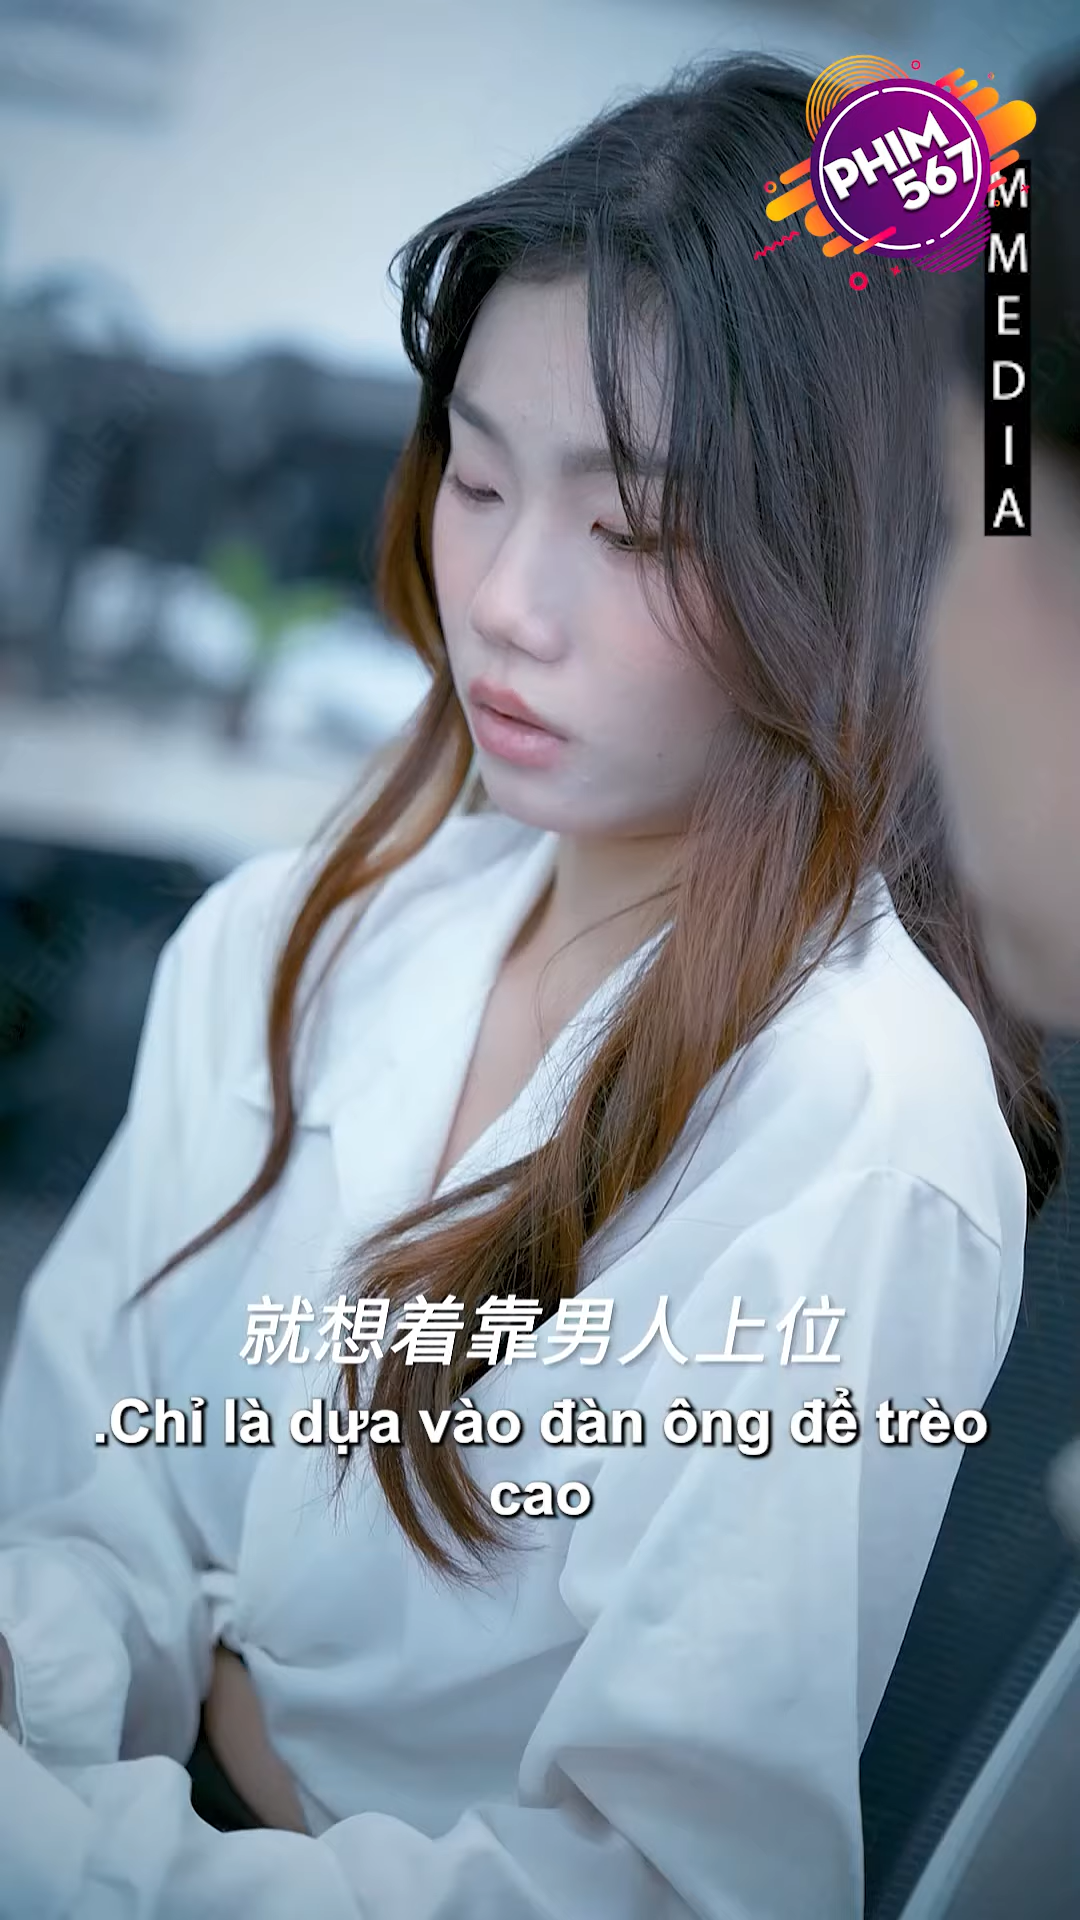 PHIM
567
M
M
E
D
I
A
就想着靠男人上位
.Chỉ là dựa vào đàn ông để trèo
cao